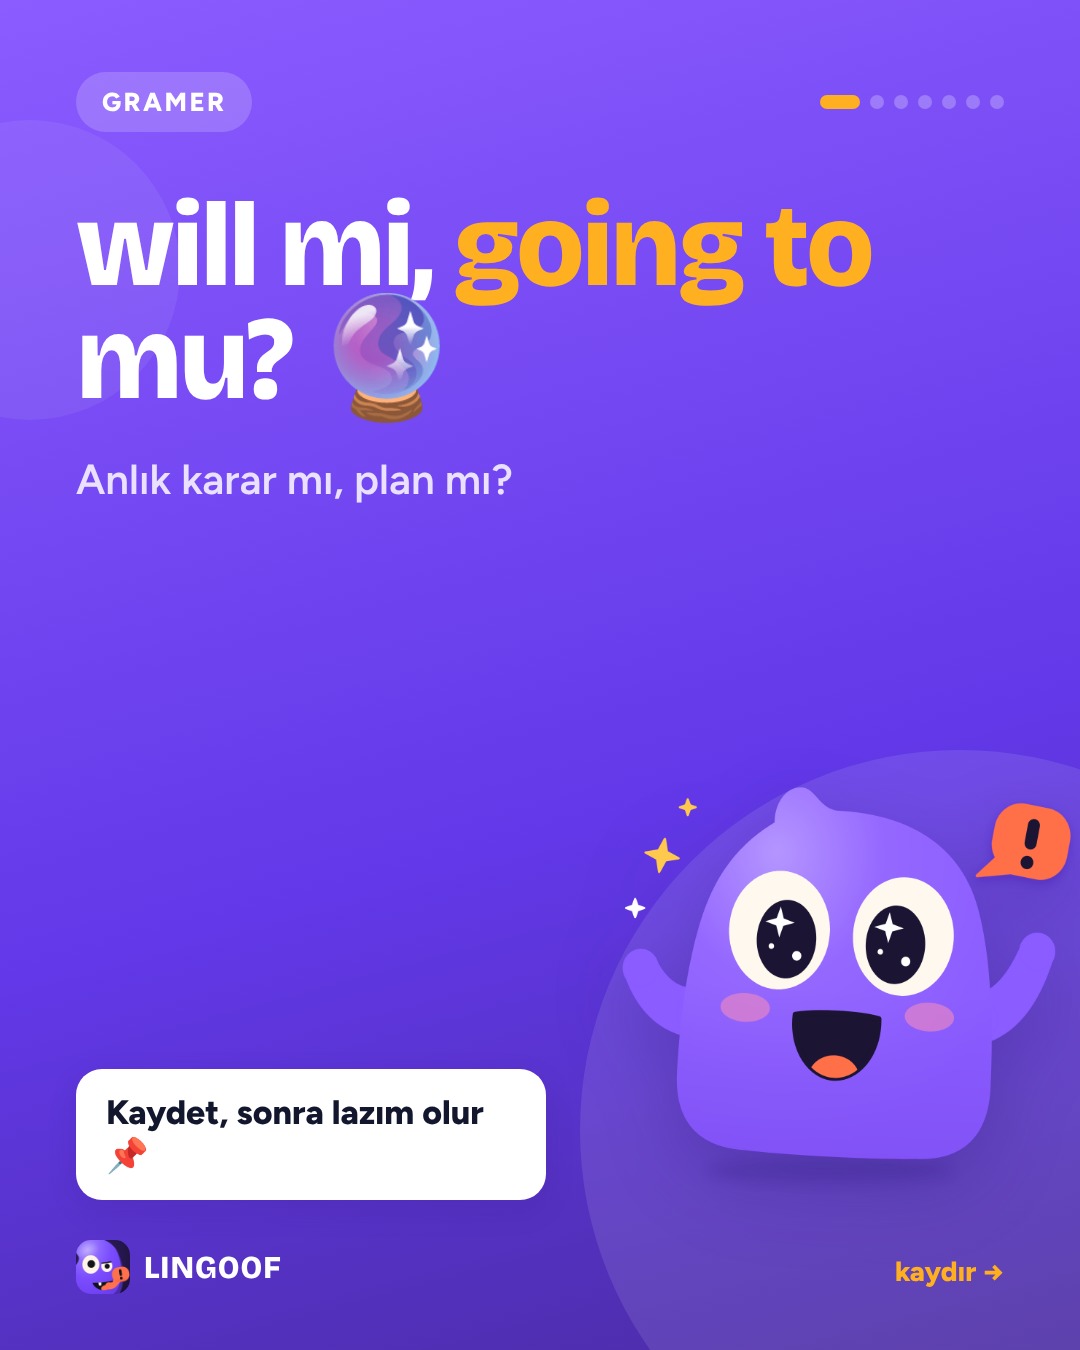 GRAMER
will mi, going to
mu? 🔮
Anlık karar mı, plan mı?
!
Kaydet, sonra lazım olur
📌
LINGOOF
kaydır →